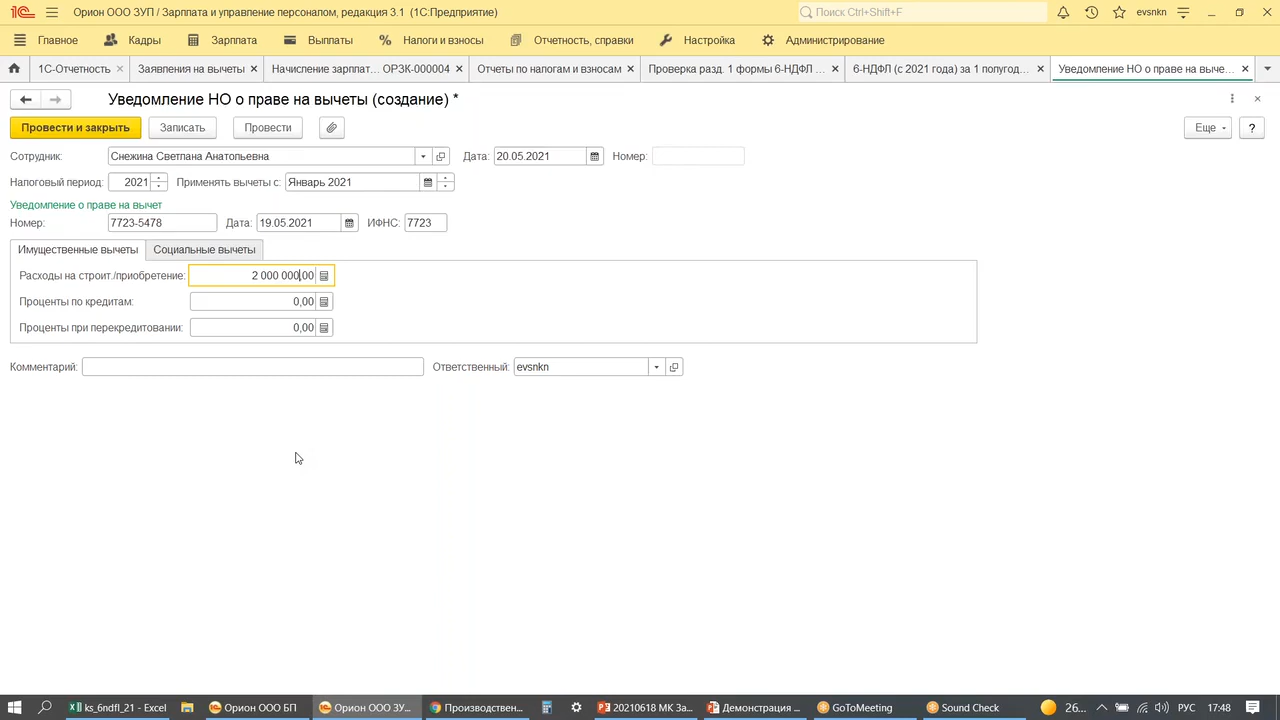 Орион ООО ЗУП / Зарплата и управление персоналом, редакция 3.1 (1С:Предприятие)
Поиск Ctrl+Shift+F
evsnkn
Главное
Кадры
Зарплата
Выплаты
Налоги и взносы
Отчетность, справки
Настройка
Администрирование
1С-Отчетность
Заявления на вычеты
Начисление зарплат... ОРЗК-000004
Отчеты по налогам и взносам
Проверка разд. 1 формы 6-НДФЛ ...
6-НДФЛ (с 2021 года) за 1 полугод...
Уведомление НО о праве на выче...
Уведомление НО о праве на вычеты (создание) *
Провести и закрыть
Записать
Провести
Еще
?
Сотрудник: Снежина Светлана Анатольевна Дата: 20.05.2021 Номер:
Налоговый период: 2021 Применять вычеты с: Январь 2021
Уведомление о праве на вычет
Номер: 7723-5478 Дата: 19.05.2021 ИФНС: 7723
Имущественные вычеты Социальные вычеты
Расходы на строит./приобретение: 2 000 000,00
Проценты по кредитам: 0,00
Проценты при перекредитовании: 0,00
Комментарий: Ответственный: evsnkn
ks_6ndfl_21 - Excel
Орион ООО БП
Орион ООО ЗУ...
Производствен...
20210618 МК За...
Демонстрация ...
GoToMeeting
Sound Check
26...
РУС
17:48